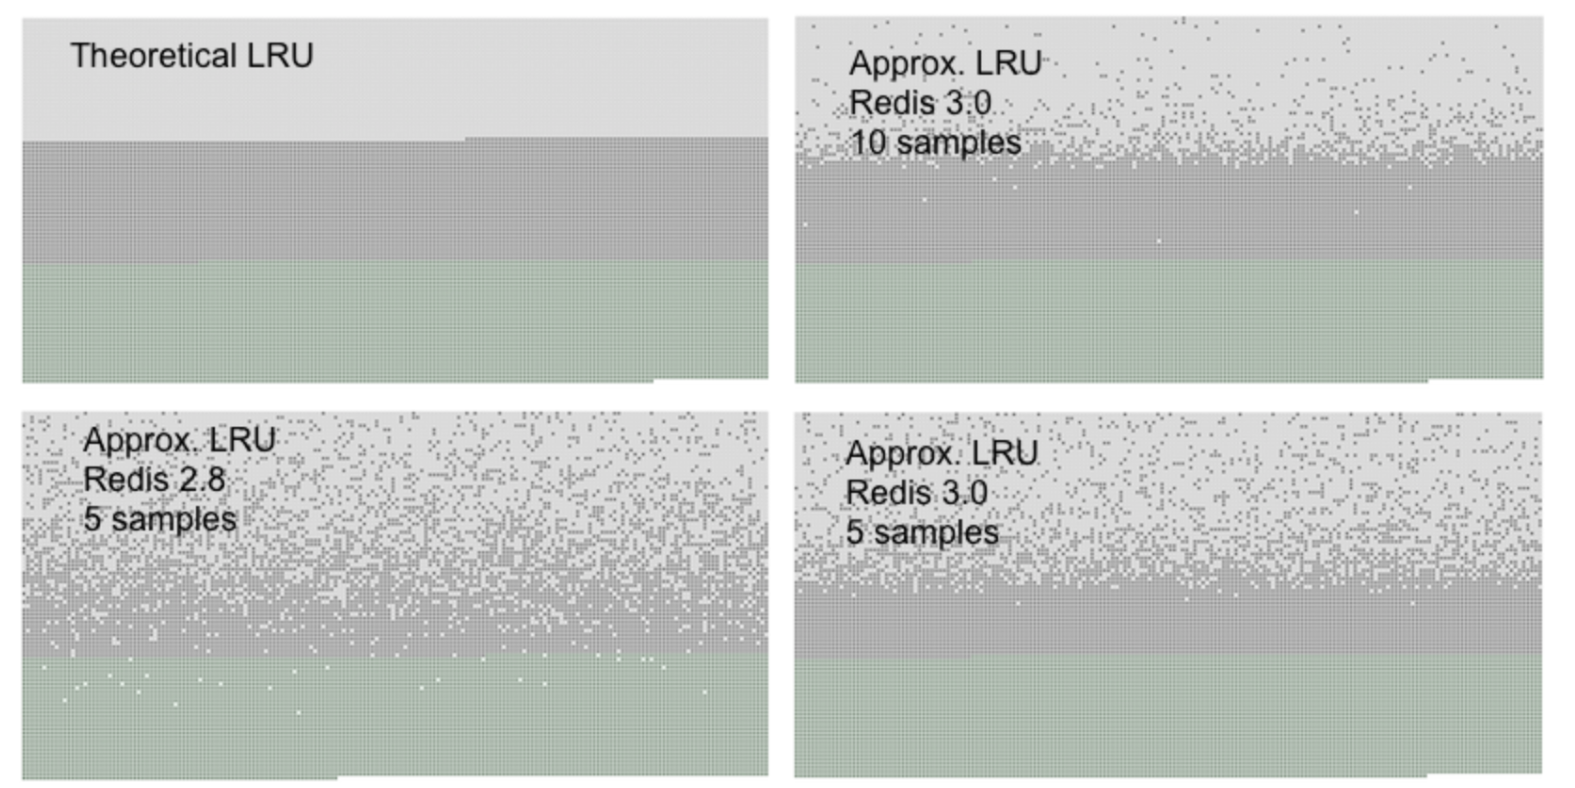 Theoretical LRU
Approx. LRU
Redis 3.0
10 samples
Approx. LRU
Redis 2.8
5 samples
Approx. LRU
Redis 3.0
5 samples